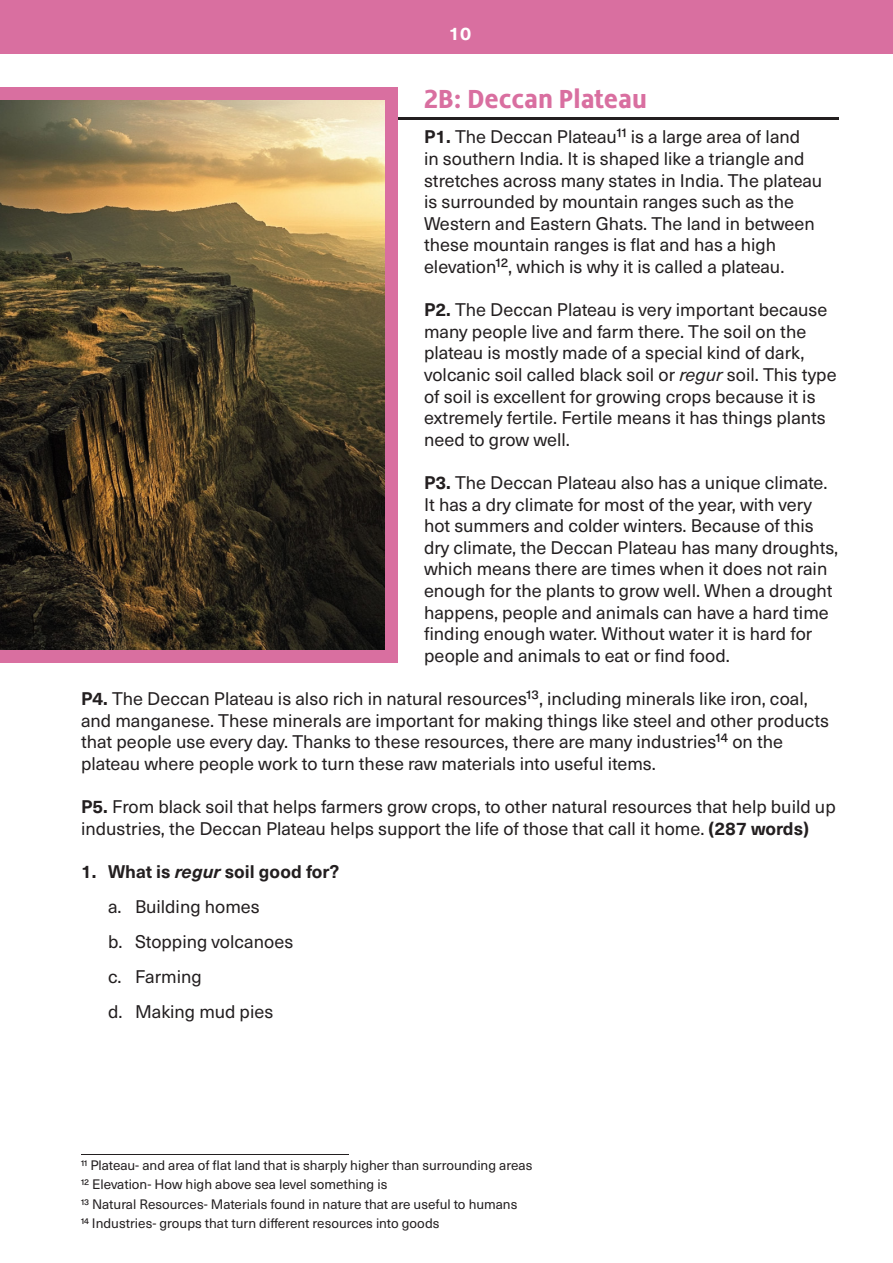 10
2B: Deccan Plateau
P1. The Deccan Plateau¹¹ is a large area of land
in southern India. It is shaped like a triangle and
stretches across many states in India. The plateau
is surrounded by mountain ranges such as the
Western and Eastern Ghats. The land in between
these mountain ranges is flat and has a high
elevation¹², which is why it is called a plateau.
P2. The Deccan Plateau is very important because
many people live and farm there. The soil on the
plateau is mostly made of a special kind of dark,
volcanic soil called black soil or regur soil. This type
of soil is excellent for growing crops because it is
extremely fertile. Fertile means it has things plants
need to grow well.
P3. The Deccan Plateau also has a unique climate.
It has a dry climate for most of the year, with very
hot summers and colder winters. Because of this
dry climate, the Deccan Plateau has many droughts,
which means there are times when it does not rain
enough for the plants to grow well. When a drought
happens, people and animals can have a hard time
finding enough water. Without water it is hard for
people and animals to eat or find food.
P4. The Deccan Plateau is also rich in natural resources¹³, including minerals like iron, coal,
and manganese. These minerals are important for making things like steel and other products
that people use every day. Thanks to these resources, there are many industries¹⁴ on the
plateau where people work to turn these raw materials into useful items.
P5. From black soil that helps farmers grow crops, to other natural resources that help build up
industries, the Deccan Plateau helps support the life of those that call it home. (287 words)
1. What is regur soil good for?
a. Building homes
b. Stopping volcanoes
c. Farming
d. Making mud pies
¹¹ Plateau- and area of flat land that is sharply higher than surrounding areas
¹² Elevation- How high above sea level something is
¹³ Natural Resources- Materials found in nature that are useful to humans
¹⁴ Industries- groups that turn different resources into goods